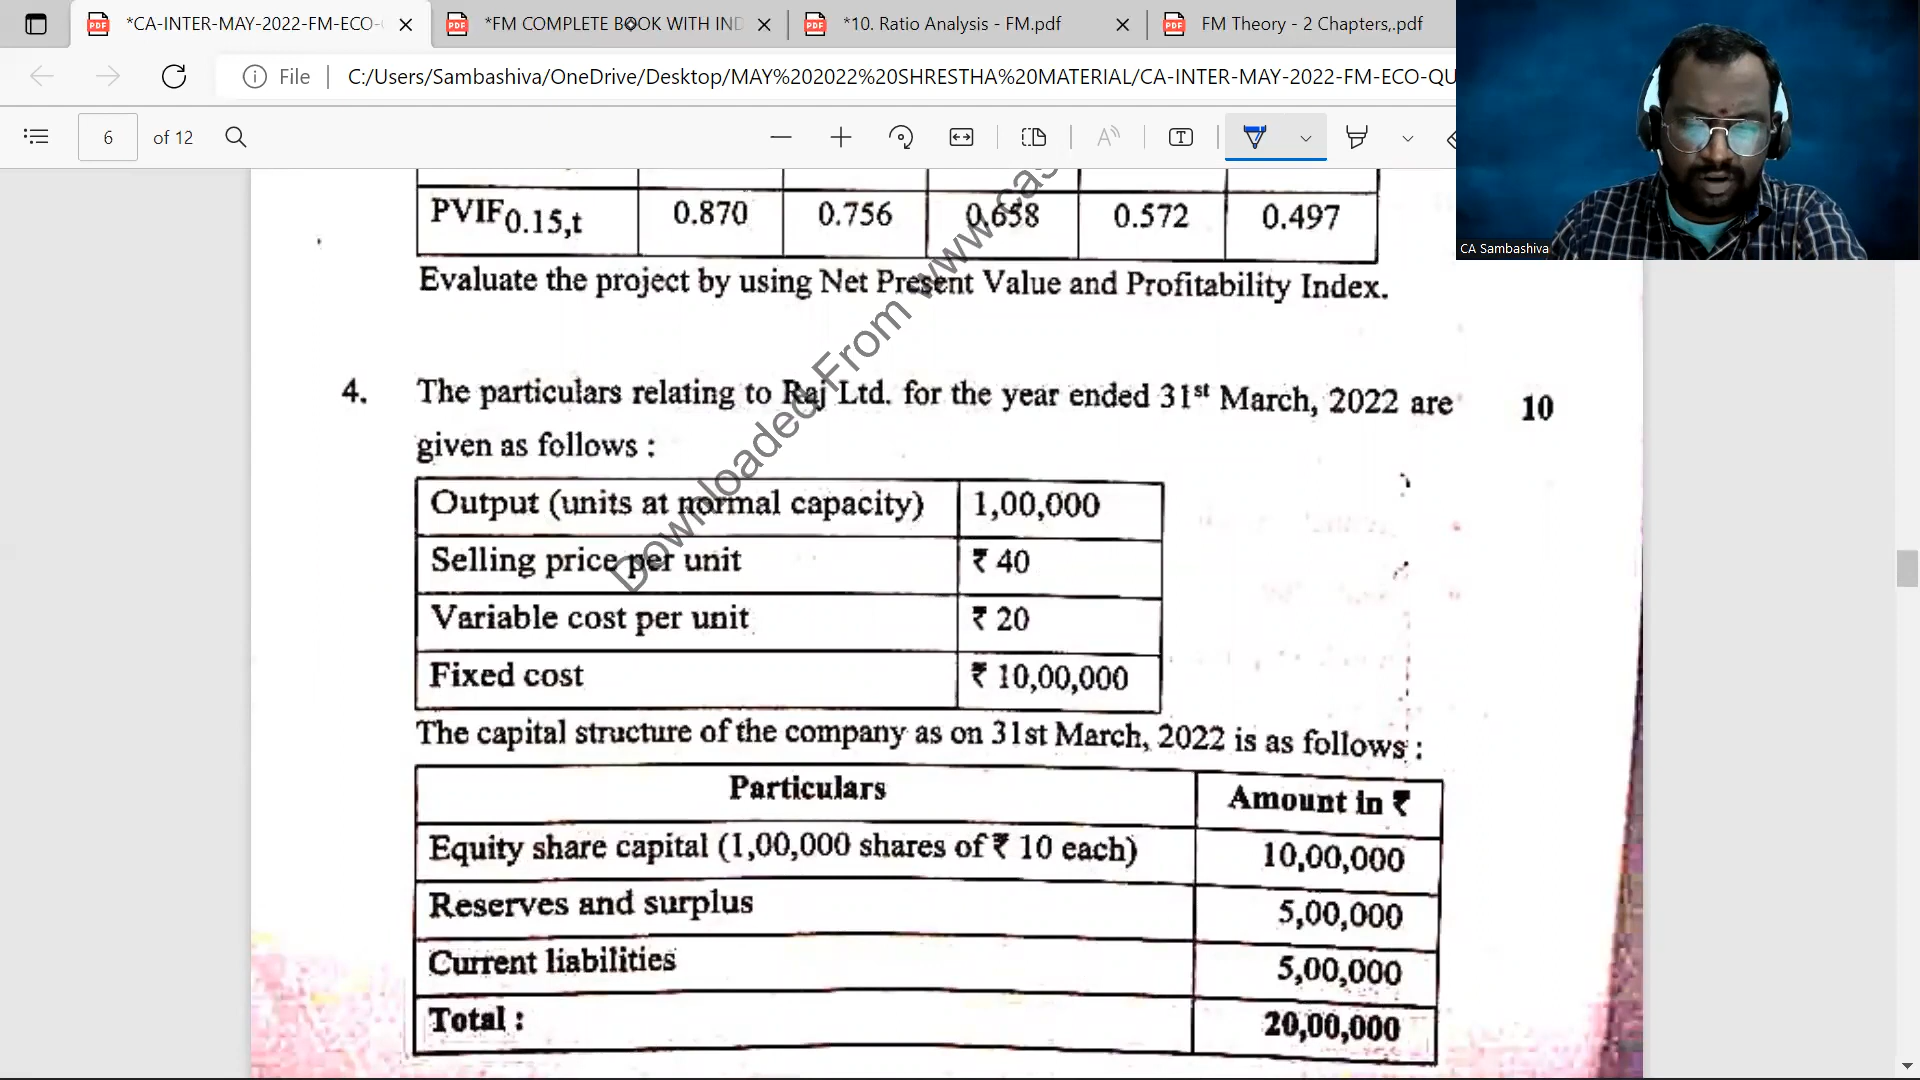 *CA-INTER-MAY-2022-FM-ECO-
*FM COMPLETE BOOK WITH IND
*10. Ratio Analysis - FM.pdf
FM Theory - 2 Chapters,.pdf
File
C:/Users/Sambashiva/OneDrive/Desktop/MAY%202022%20SHRESTHA%20MATERIAL/CA-INTER-MAY-2022-FM-ECO-QU
6 of 12
CA Sambashiva
PVIF0.15,t 0.870 0.756 0.658 0.572 0.497
Evaluate the project by using Net Present Value and Profitability Index.
4. The particulars relating to Raj Ltd. for the year ended 31st March, 2022 are 10
given as follows :
Output (units at normal capacity) 1,00,000
Selling price per unit ₹ 40
Variable cost per unit ₹ 20
Fixed cost ₹ 10,00,000
The capital structure of the company as on 31st March, 2022 is as follows :
Particulars Amount in ₹
Equity share capital (1,00,000 shares of ₹ 10 each) 10,00,000
Reserves and surplus 5,00,000
Current liabilities 5,00,000
Total : 20,00,000
Downloaded From www.cas